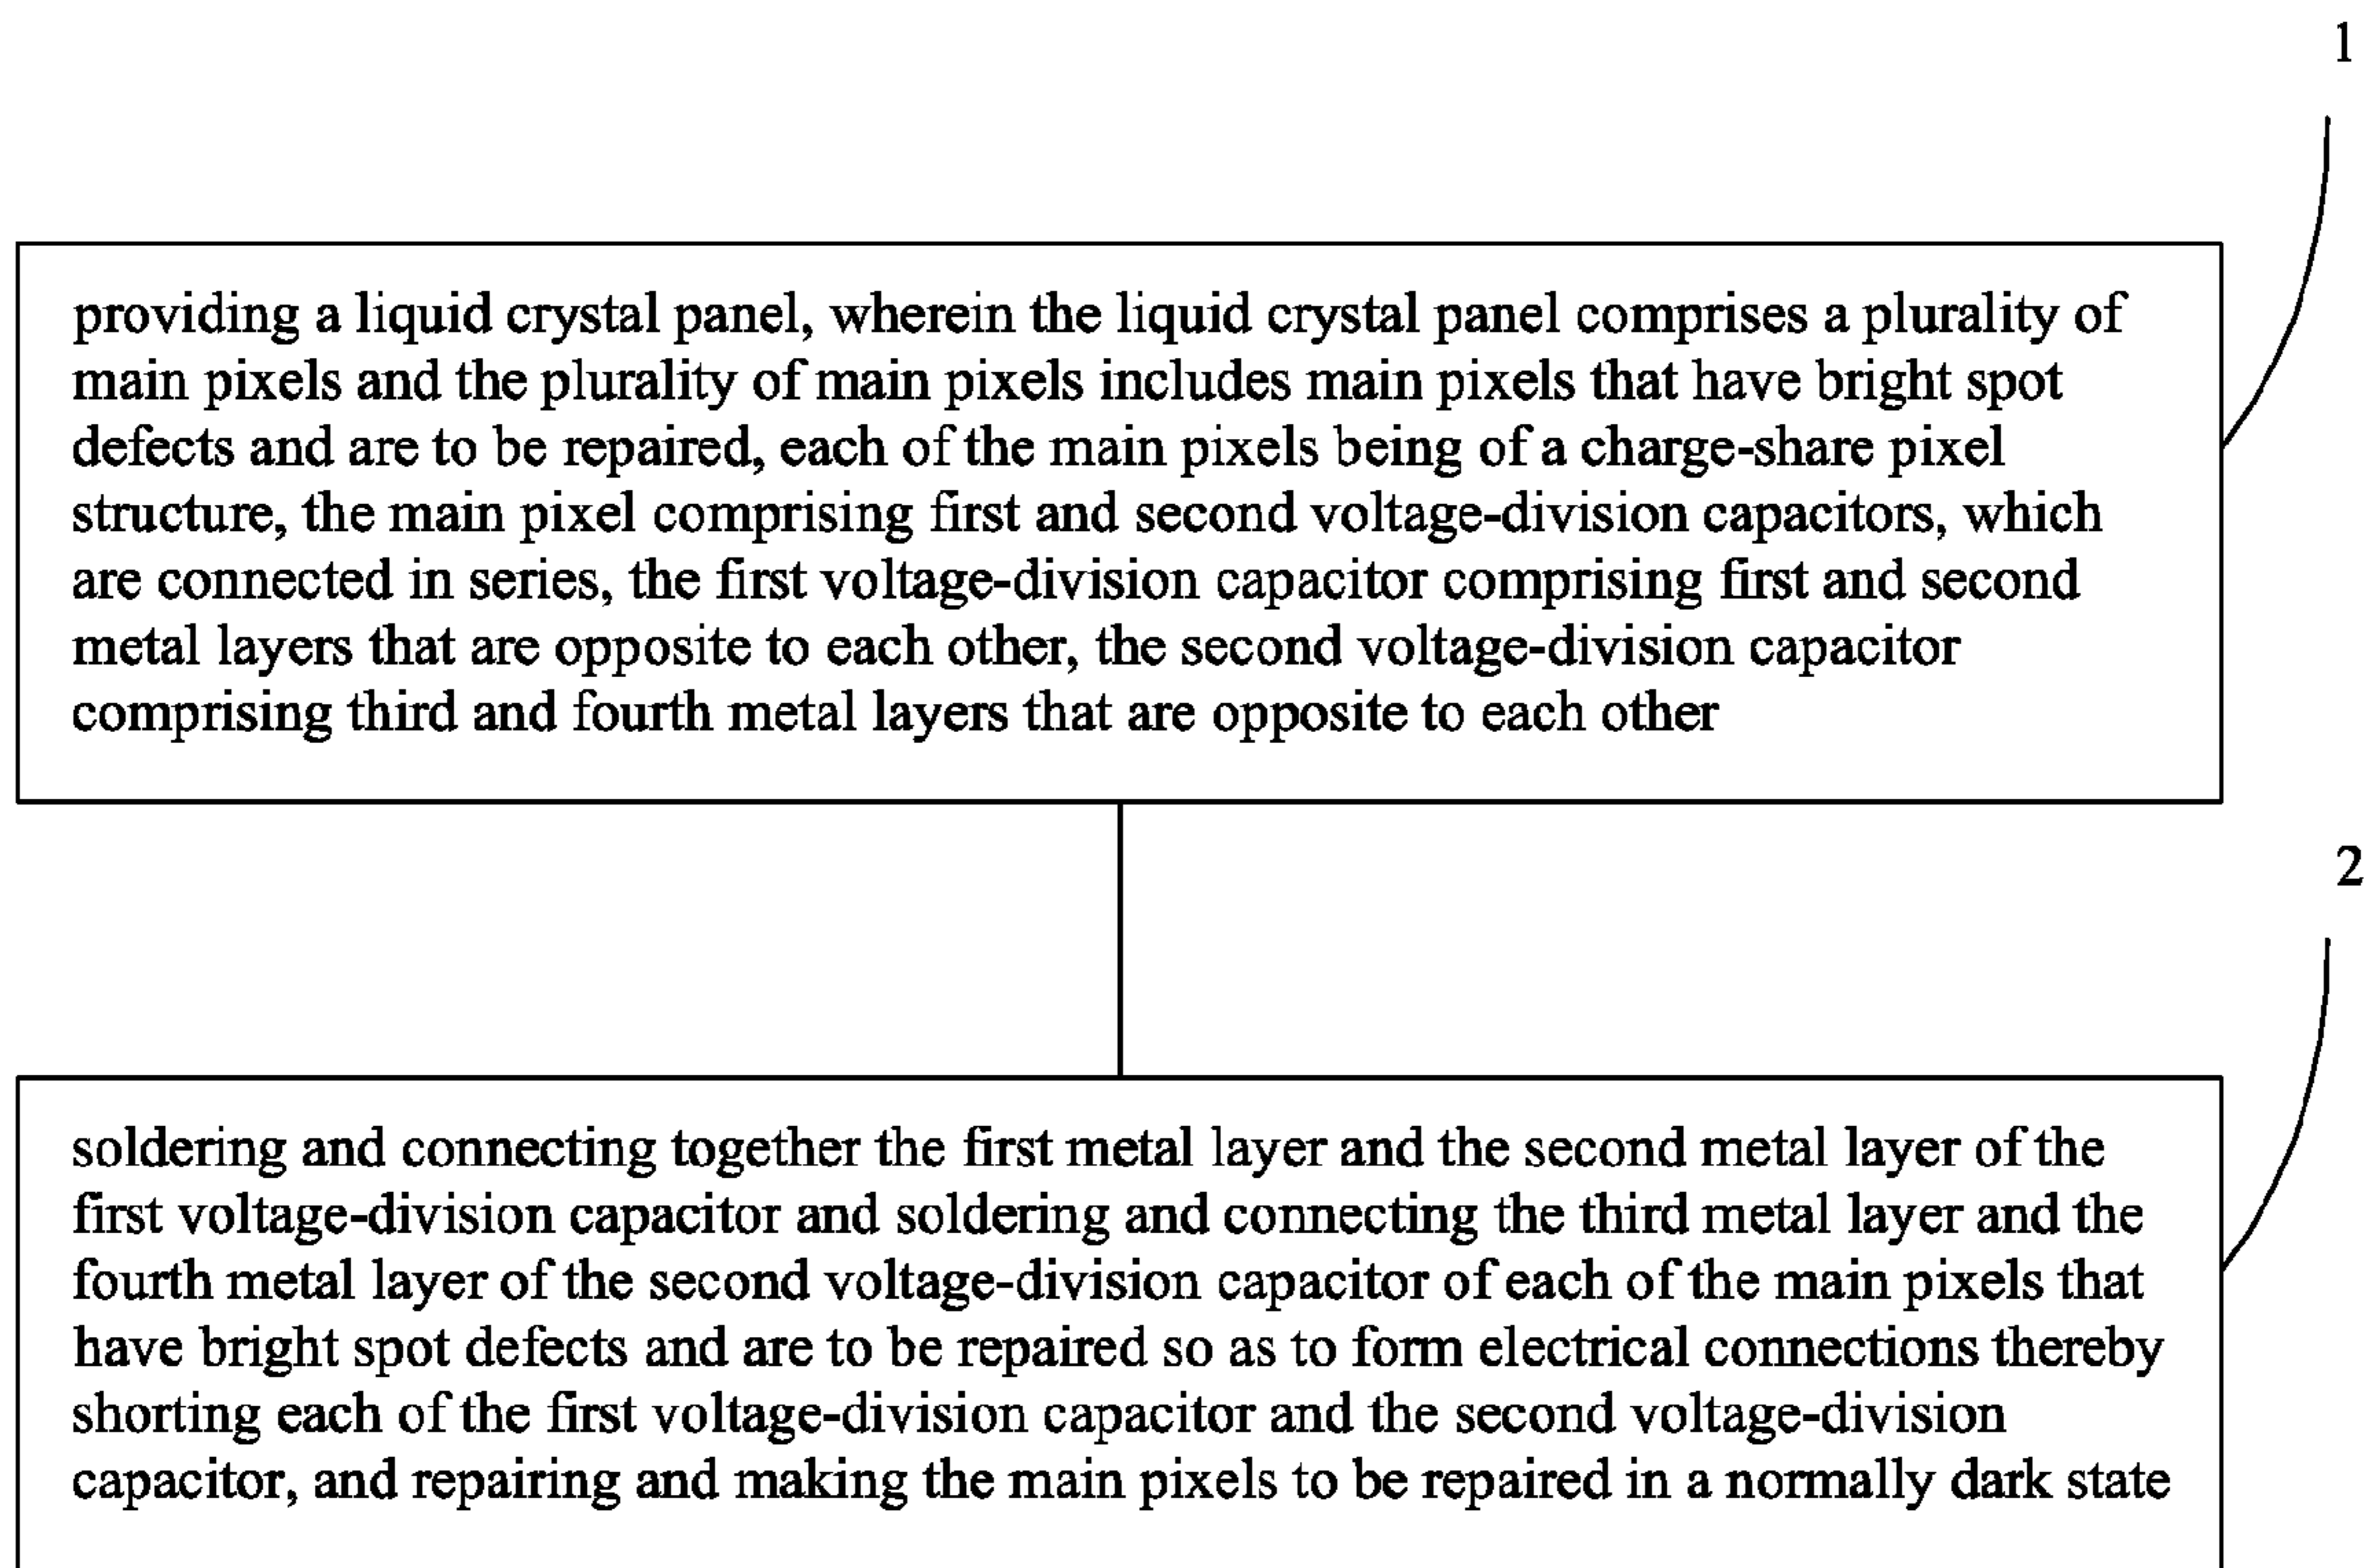 1
providing a liquid crystal panel, wherein the liquid crystal panel comprises a plurality of
main pixels and the plurality of main pixels includes main pixels that have bright spot
defects and are to be repaired, each of the main pixels being of a charge-share pixel
structure, the main pixel comprising first and second voltage-division capacitors, which
are connected in series, the first voltage-division capacitor comprising first and second
metal layers that are opposite to each other, the second voltage-division capacitor
comprising third and fourth metal layers that are opposite to each other
2
soldering and connecting together the first metal layer and the second metal layer of the
first voltage-division capacitor and soldering and connecting the third metal layer and the
fourth metal layer of the second voltage-division capacitor of each of the main pixels that
have bright spot defects and are to be repaired so as to form electrical connections thereby
shorting each of the first voltage-division capacitor and the second voltage-division
capacitor, and repairing and making the main pixels to be repaired in a normally dark state